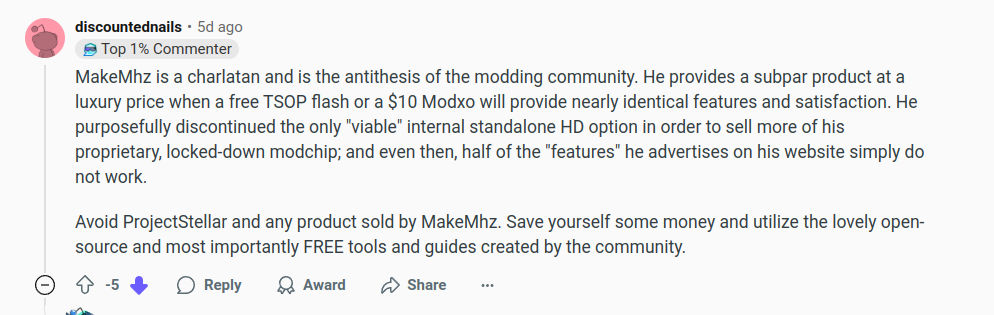 discountednails • 5d ago
Top 1% Commenter
MakeMhz is a charlatan and is the antithesis of the modding community. He provides a subpar product at a
luxury price when a free TSOP flash or a $10 Modxo will provide nearly identical features and satisfaction. He
purposefully discontinued the only "viable" internal standalone HD option in order to sell more of his
proprietary, locked-down modchip; and even then, half of the "features" he advertises on his website simply do
not work.
Avoid ProjectStellar and any product sold by MakeMhz. Save yourself some money and utilize the lovely open-
source and most importantly FREE tools and guides created by the community.
-5 Reply Award Share ...